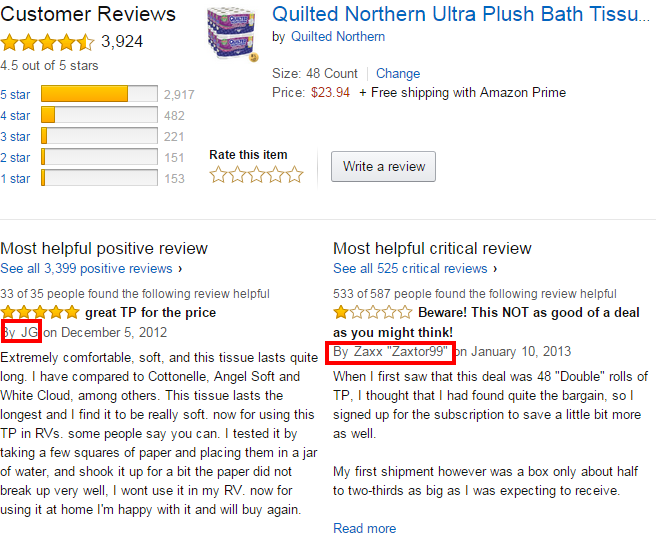 Customer Reviews
3,924
4.5 out of 5 stars
5 star 2,917
4 star 482
3 star 221
2 star 151
1 star 153
Quilted Northern Ultra Plush Bath Tissu...
by Quilted Northern
Size: 48 Count | Change
Price: $23.94 + Free shipping with Amazon Prime
Rate this item
Write a review
Most helpful positive review
See all 3,399 positive reviews ›
33 of 35 people found the following review helpful
great TP for the price
By JG on December 5, 2012
Extremely comfortable, soft, and this tissue lasts quite
long. I have compared to Cottonelle, Angel Soft and
White Cloud, among others. This tissue lasts the
longest and I find it to be really soft. now for using this
TP in RVs. some people say you can. I tested it by
taking a few squares of paper and placing them in a jar
of water, and shook it up for a bit the paper did not
break up very well, I wont use it in my RV. now for
using it at home I'm happy with it and will buy again.
Most helpful critical review
See all 525 critical reviews ›
533 of 587 people found the following review helpful
Beware! This NOT as good of a deal
as you might think!
By Zaxx "Zaxtor99" on January 10, 2013
When I first saw that this deal was 48 "Double" rolls of
TP, I thought that I had found quite the bargain, so I
signed up for the subscription to save a little bit more
as well.
My first shipment however was a box only about half
to two-thirds as big as I was expecting to receive.
Read more